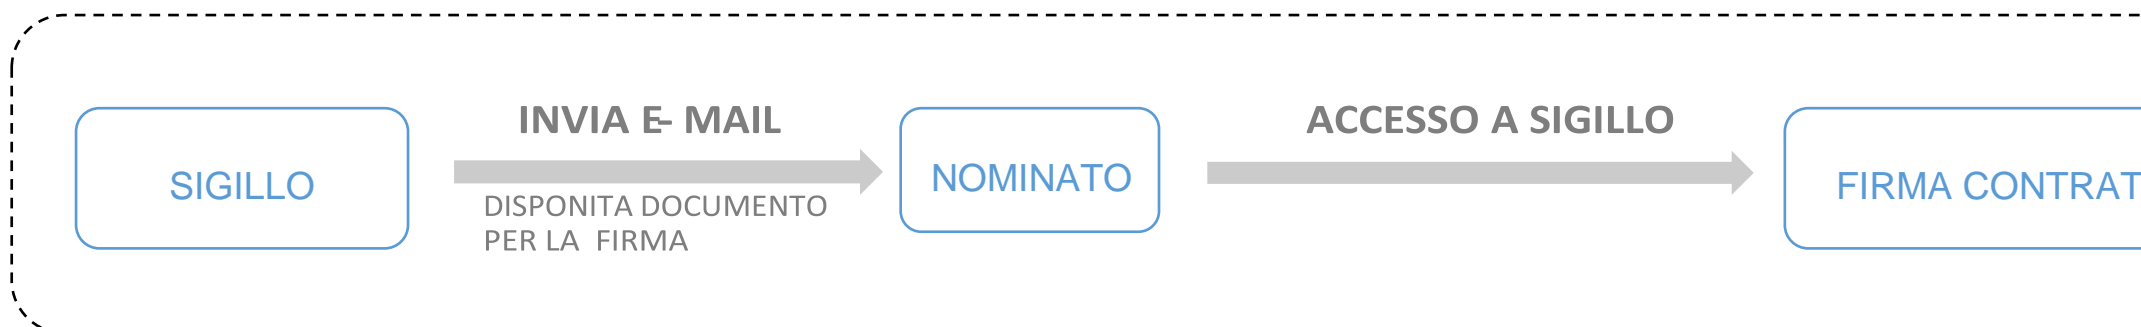 SIGILLO
INVIA E- MAIL
DISPONITA DOCUMENTO
PER LA FIRMA
NOMINATO
ACCESSO A SIGILLO
FIRMA CONTRAT